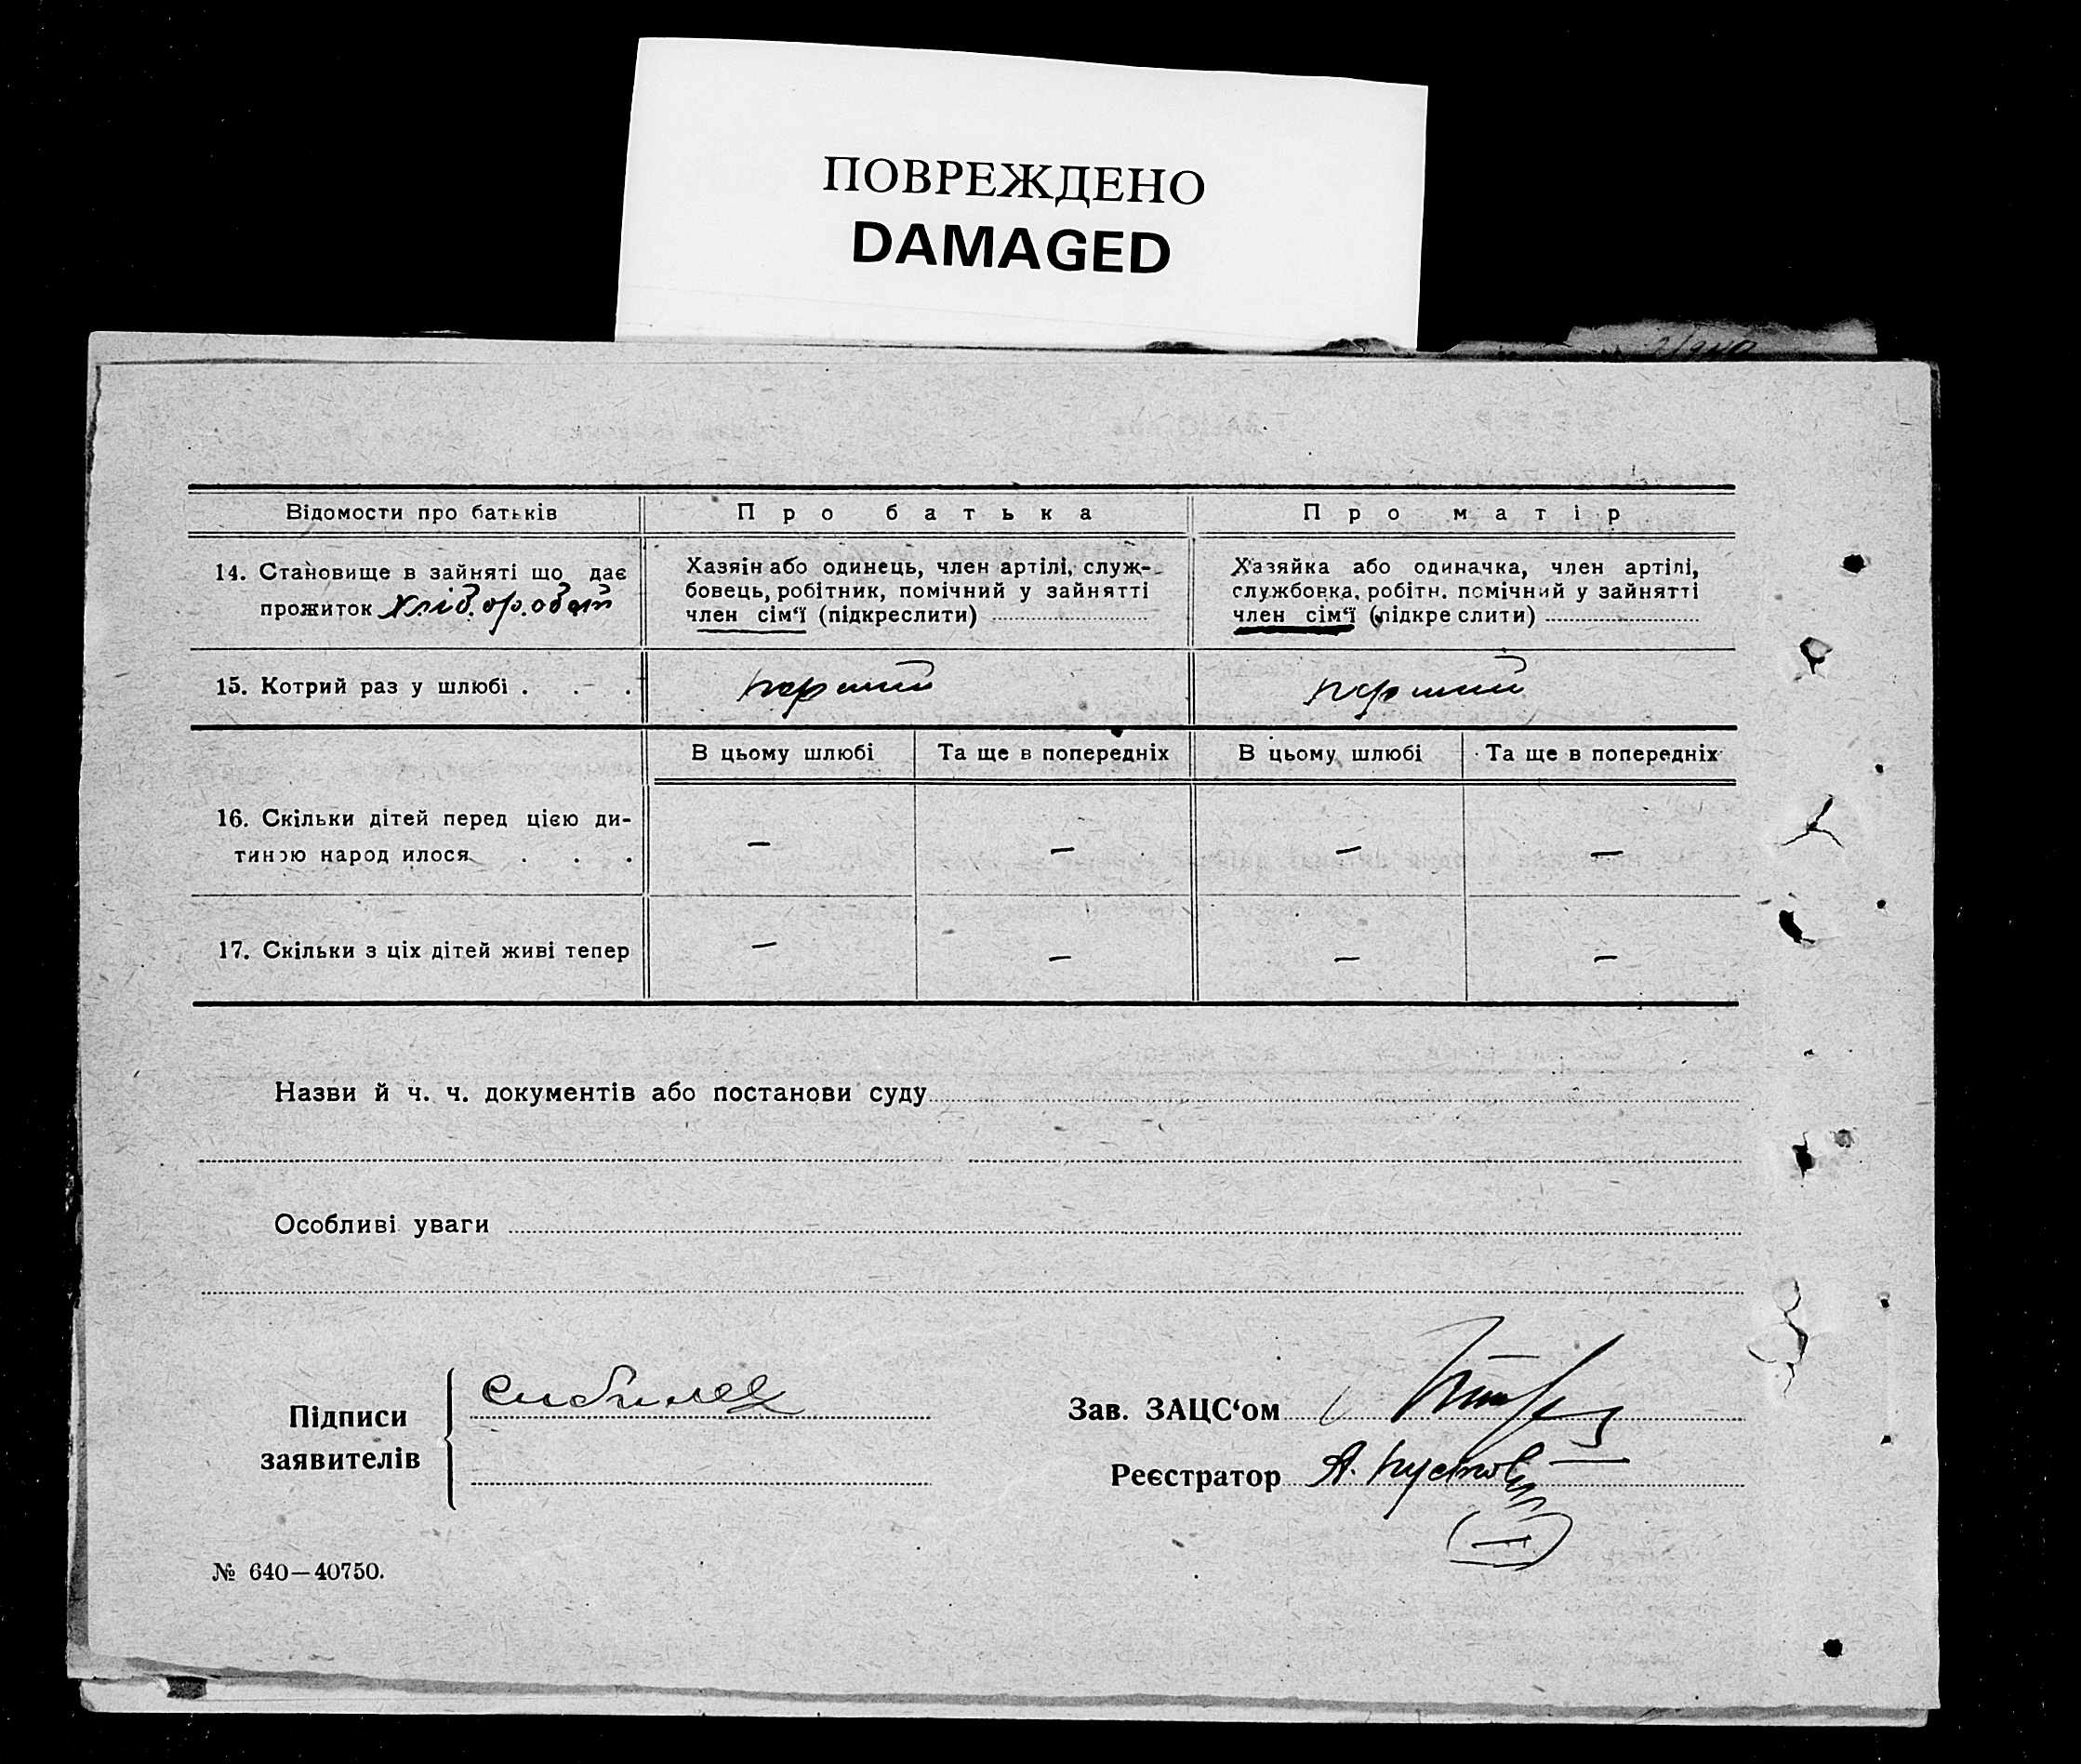 ПОВРЕЖДЕНО
DAMAGED
Відомости про батьків
Про батька
Про матір
14. Становище в зайняті що дає
прожиток
Хазяїн або одинець, член артілі, служ-
бовець, робітник, помічний у зайнятті
член сім‘ї (підкреслити)
Хазяйка або одиначка, член артілі,
службовка, робітн. помічний у зайнятті
член сім‘ї (підкреслити)
15. Котрий раз у шлюбі . . .
перший
перший
В цьому шлюбі
Та ще в попередніх
В цьому шлюбі
Та ще в попередніх
16. Скільки дітей перед цією ди-
тиною народилося . . .
— — — —
17. Скільки з ціх дітей живі тепер
— — — —
Назви й ч. ч. документів або постанови суду
Особливі уваги
Підписи
заявителів
Зав. ЗАЦС‘ом
Реєстратор А.
№ 640—40750.